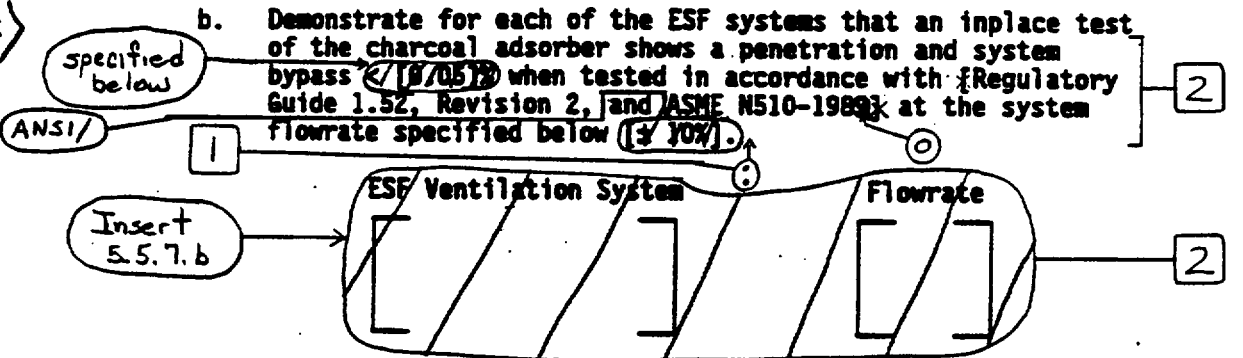 b. Demonstrate for each of the ESF systems that an inplace test
of the charcoal adsorber shows a penetration and system
bypass < [0.05]% when tested in accordance with [Regulatory
Guide 1.52, Revision 2, and ASME N510-1989] at the system
flowrate specified below [± 10%].
specified
below
ANSI/
1
:
0
2
ESF Ventilation System Flowrate
Insert
5.5.7.b
2